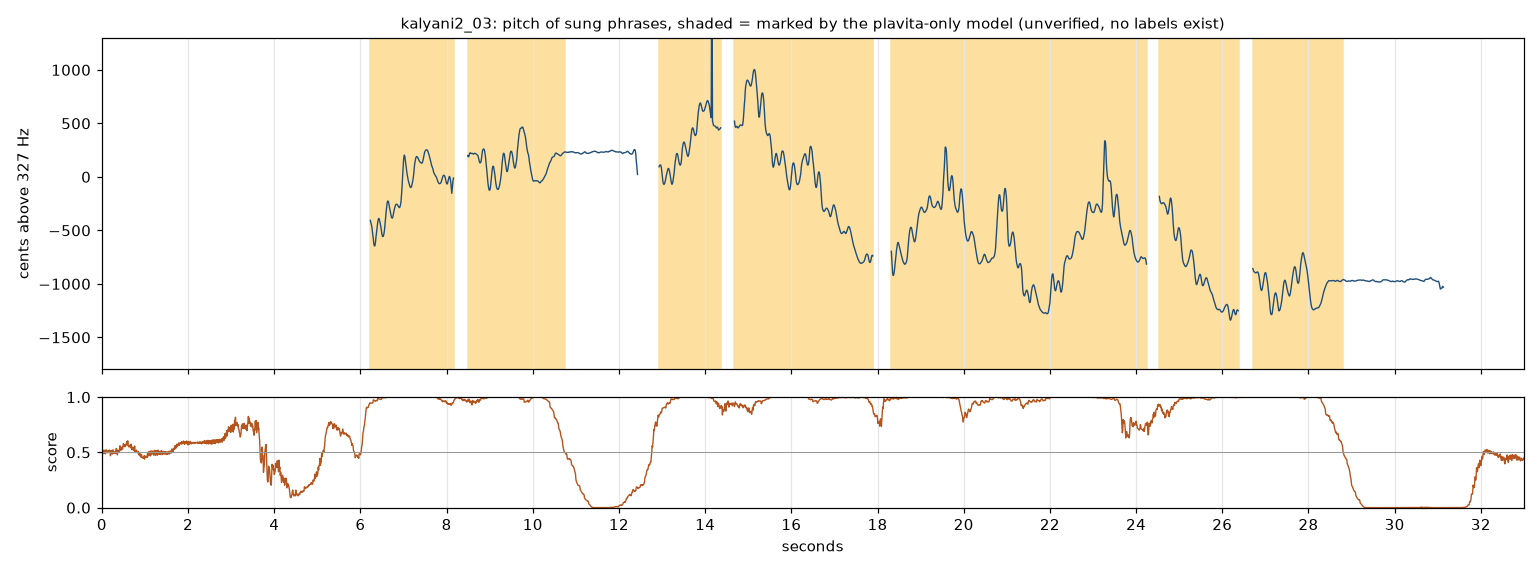 kalyani2_03: pitch of sung phrases, shaded = marked by the plavita-only model (unverified, no labels exist)
1000
500
0
−500
−1000
−1500
cents above 327 Hz
1.0
0.5
0.0
score
0 2 4 6 8 10 12 14 16 18 20 22 24 26 28 30 32
seconds